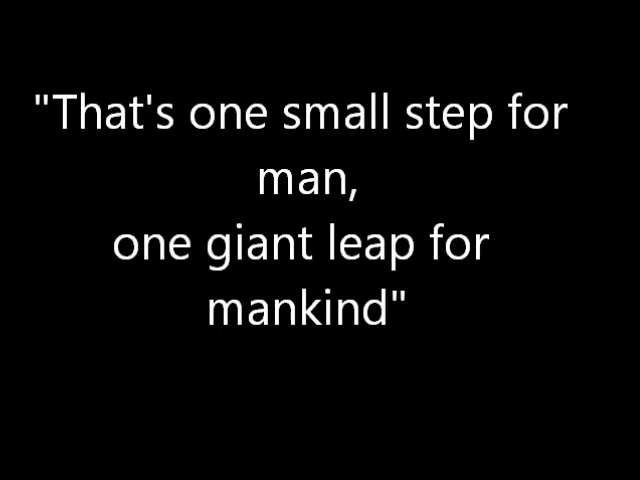 "That's one small step for
man,
one giant leap for
mankind"